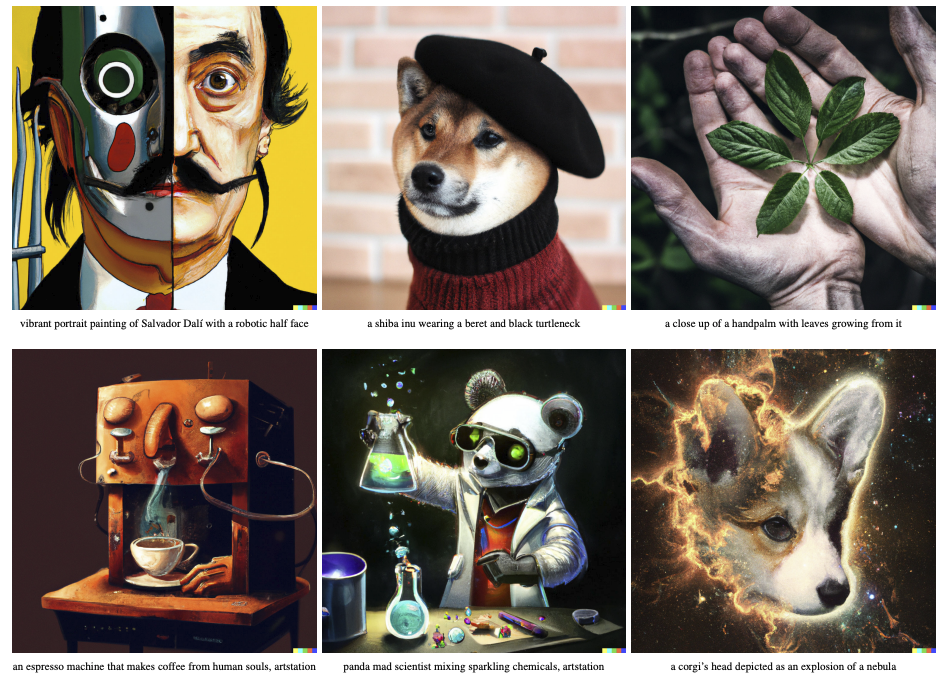 vibrant portrait painting of Salvador Dalí with a robotic half face
a shiba inu wearing a beret and black turtleneck
a close up of a handpalm with leaves growing from it
an espresso machine that makes coffee from human souls, artstation
panda mad scientist mixing sparkling chemicals, artstation
a corgi's head depicted as an explosion of a nebula